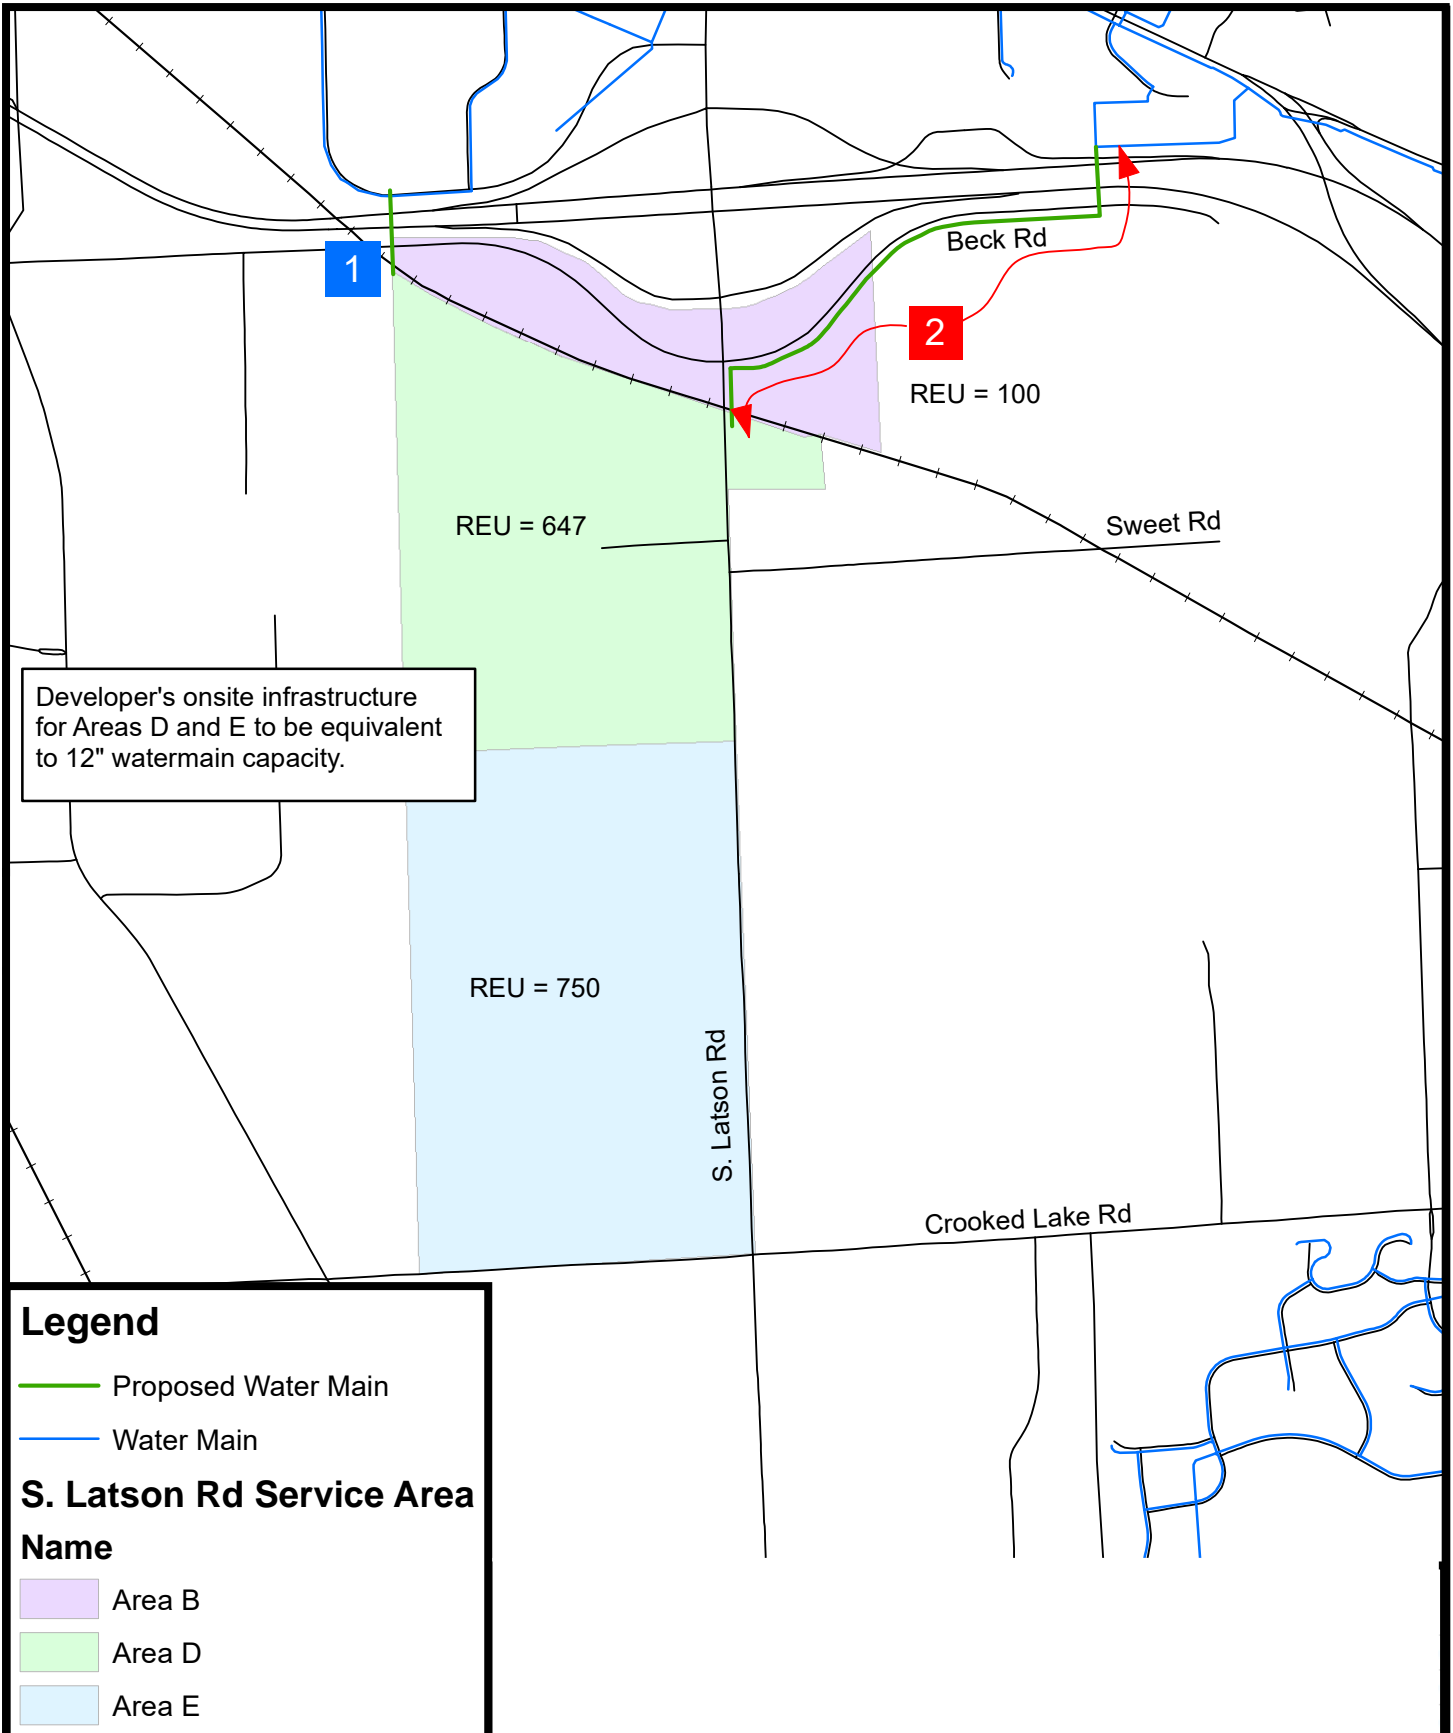 1
Beck Rd
2
REU = 100
REU = 647
Sweet Rd
Developer's onsite infrastructure
for Areas D and E to be equivalent
to 12" watermain capacity.
REU = 750
S. Latson Rd
Crooked Lake Rd
Legend
Proposed Water Main
Water Main
S. Latson Rd Service Area
Name
Area B
Area D
Area E